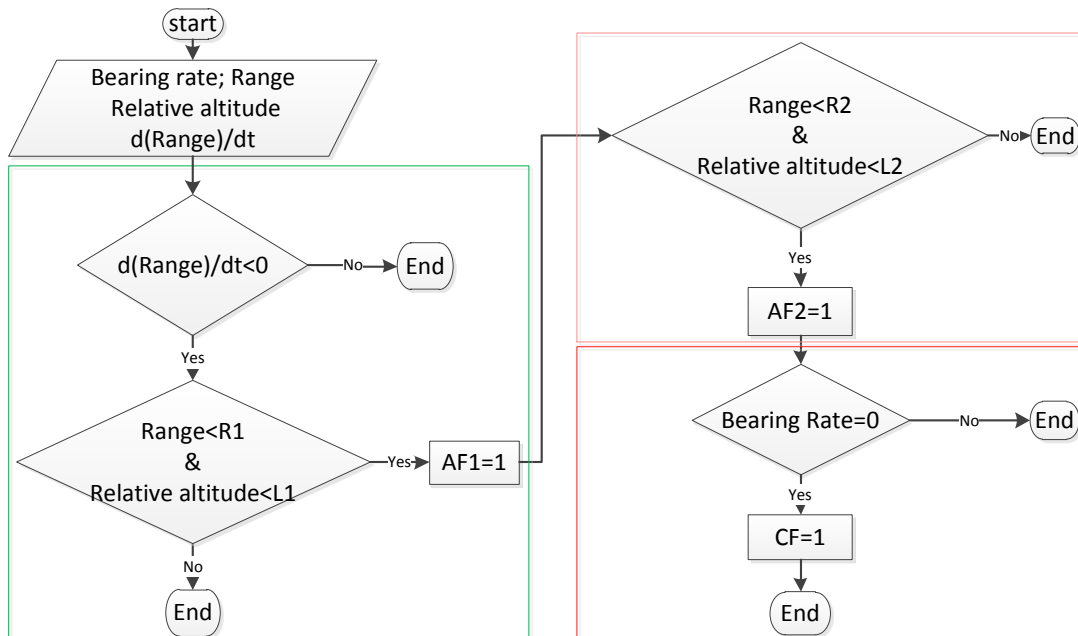 start
Bearing rate; Range
Relative altitude
d(Range)/dt
d(Range)/dt<0
No
End
Yes
Range<R1
&
Relative altitude<L1
Yes
AF1=1
No
End
Range<R2
&
Relative altitude<L2
No
End
Yes
AF2=1
Bearing Rate=0
No
End
Yes
CF=1
End